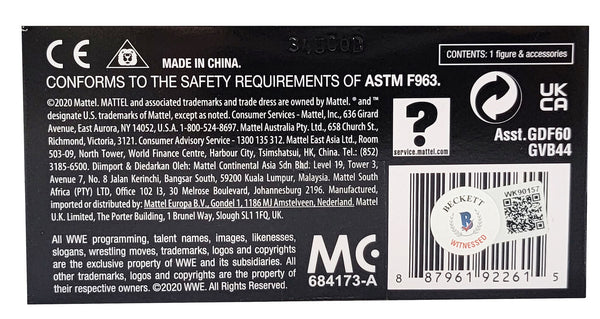 CE
MADE IN CHINA.
CONTENTS: 1 figure & accessories
CONFORMS TO THE SAFETY REQUIREMENTS OF ASTM F963.
©2020 Mattel. MATTEL and associated trademarks and trade dress are owned by Mattel. ® and ™
designate U.S. trademarks of Mattel, except as noted. Consumer Services - Mattel, Inc., 636 Girard
Avenue, East Aurora, NY 14052, U.S.A. 1-800-524-8697. Mattel Australia Pty. Ltd., 658 Church St.,
Richmond, Victoria, 3121. Consumer Advisory Service - 1300 135 312. Mattel East Asia Ltd., Room
503-09, North Tower, World Finance Centre, Harbour City, Tsimshatsui, HK, China. Tel.: (852)
3185-6500. Diimport & Diedarkan Oleh: Mattel Continental Asia Sdn Bhd. Level 19, Tower 3,
Avenue 7, No. 8 Jalan Kerinchi, Bangsar South, 59200 Kuala Lumpur, Malaysia. Mattel South
Africa (PTY) LTD, Office 102 I3, 30 Melrose Boulevard, Johannesburg 2196. Manufactured,
imported or distributed by: Mattel Europa B.V., Gondel 1, 1186 MJ Amstelveen, Nederland. Mattel
U.K. Limited, The Porter Building, 1 Brunel Way, Slough SL1 1FQ, UK.
?
service.mattel.com
UK
CA
Asst.GDF60
GVB44
All WWE programming, talent names, images, likenesses,
slogans, wrestling moves, trademarks, logos and copyrights
are the exclusive property of WWE and its subsidiaries. All
other trademarks, logos and copyrights are the property of
their respective owners. ©2020 WWE. All Rights Reserved.
MC
684173-A
BECKETT
B
WITNESSED
WK90157
8 87961 92261 5